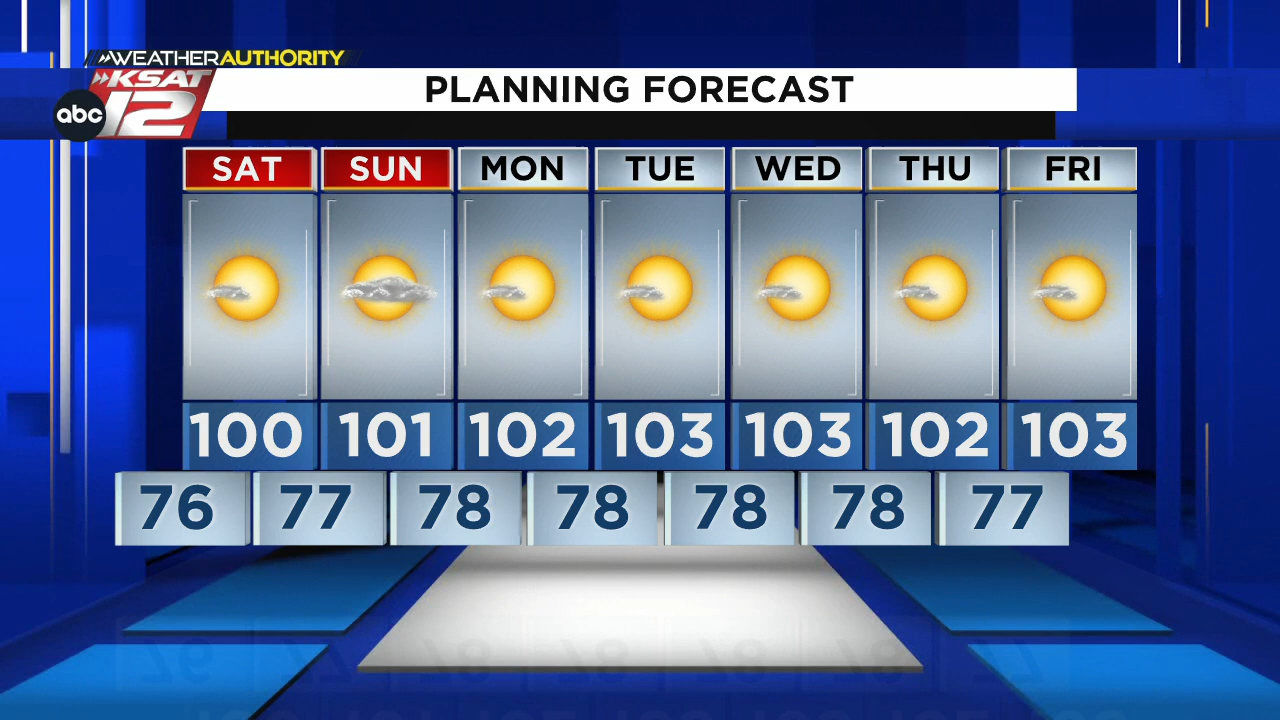 WEATHERAUTHORITY
KSAT
abc 12
PLANNING FORECAST
SAT SUN MON TUE WED THU FRI
100 101 102 103 103 102 103
76 77 78 78 78 78 77